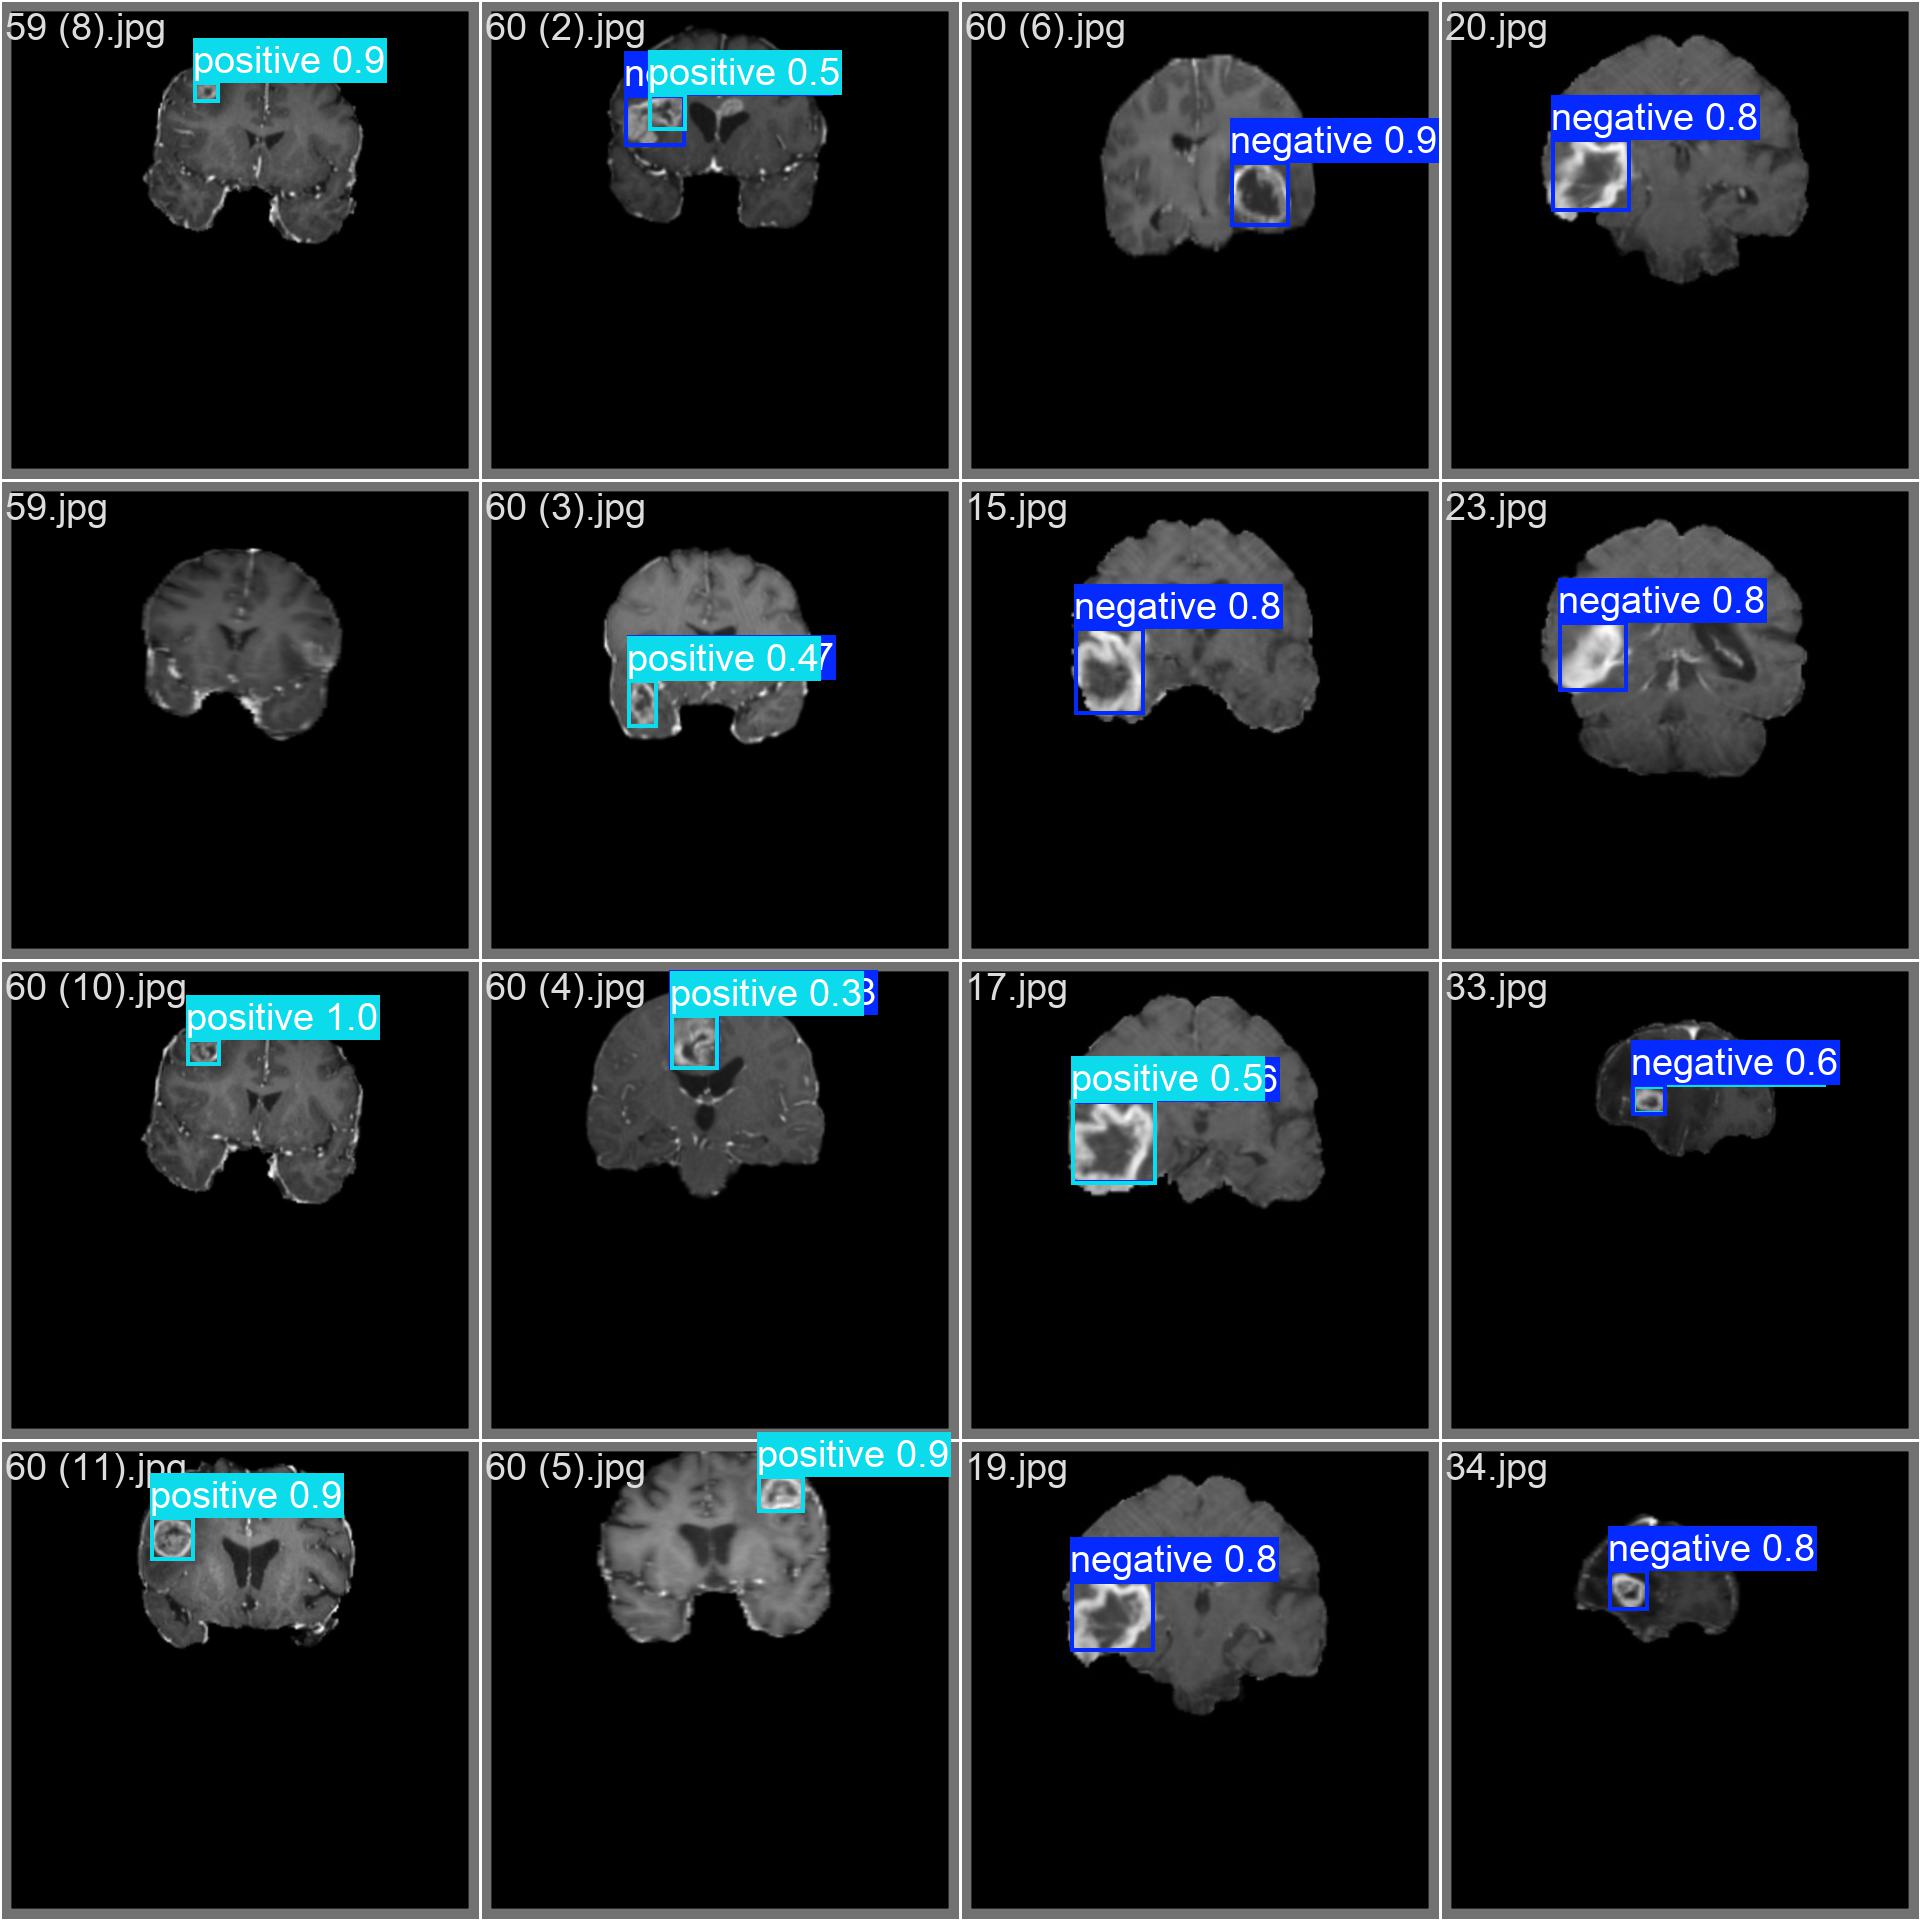 59 (8).jpg
positive 0.9
60 (2).jpg
positive 0.5
60 (6).jpg
negative 0.9
20.jpg
negative 0.8
59.jpg
60 (3).jpg
positive 0.4
15.jpg
negative 0.8
23.jpg
negative 0.8
60 (10).jpg
positive 1.0
60 (4).jpg
positive 0.3
17.jpg
positive 0.5
33.jpg
negative 0.6
60 (11).jpg
positive 0.9
60 (5).jpg
positive 0.9
19.jpg
negative 0.8
34.jpg
negative 0.8